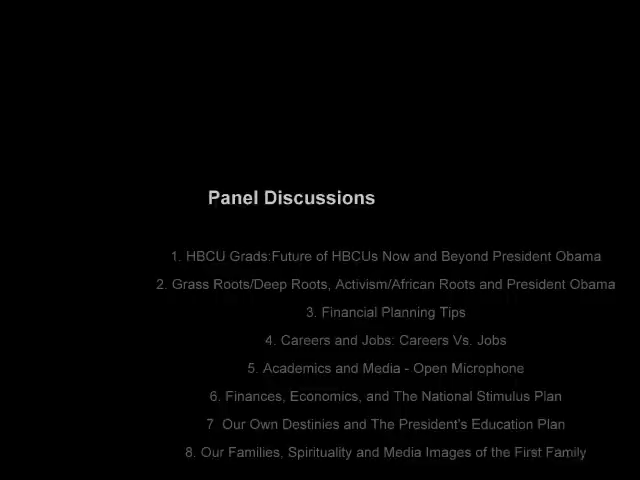 Panel Discussions
1. HBCU Grads:Future of HBCUs Now and Beyond President Obama
2. Grass Roots/Deep Roots, Activism/African Roots and President Obama
3. Financial Planning Tips
4. Careers and Jobs: Careers Vs. Jobs
5. Academics and Media - Open Microphone
6. Finances, Economics, and The National Stimulus Plan
7  Our Own Destinies and The President's Education Plan
8. Our Families, Spirituality and Media Images of the First Family